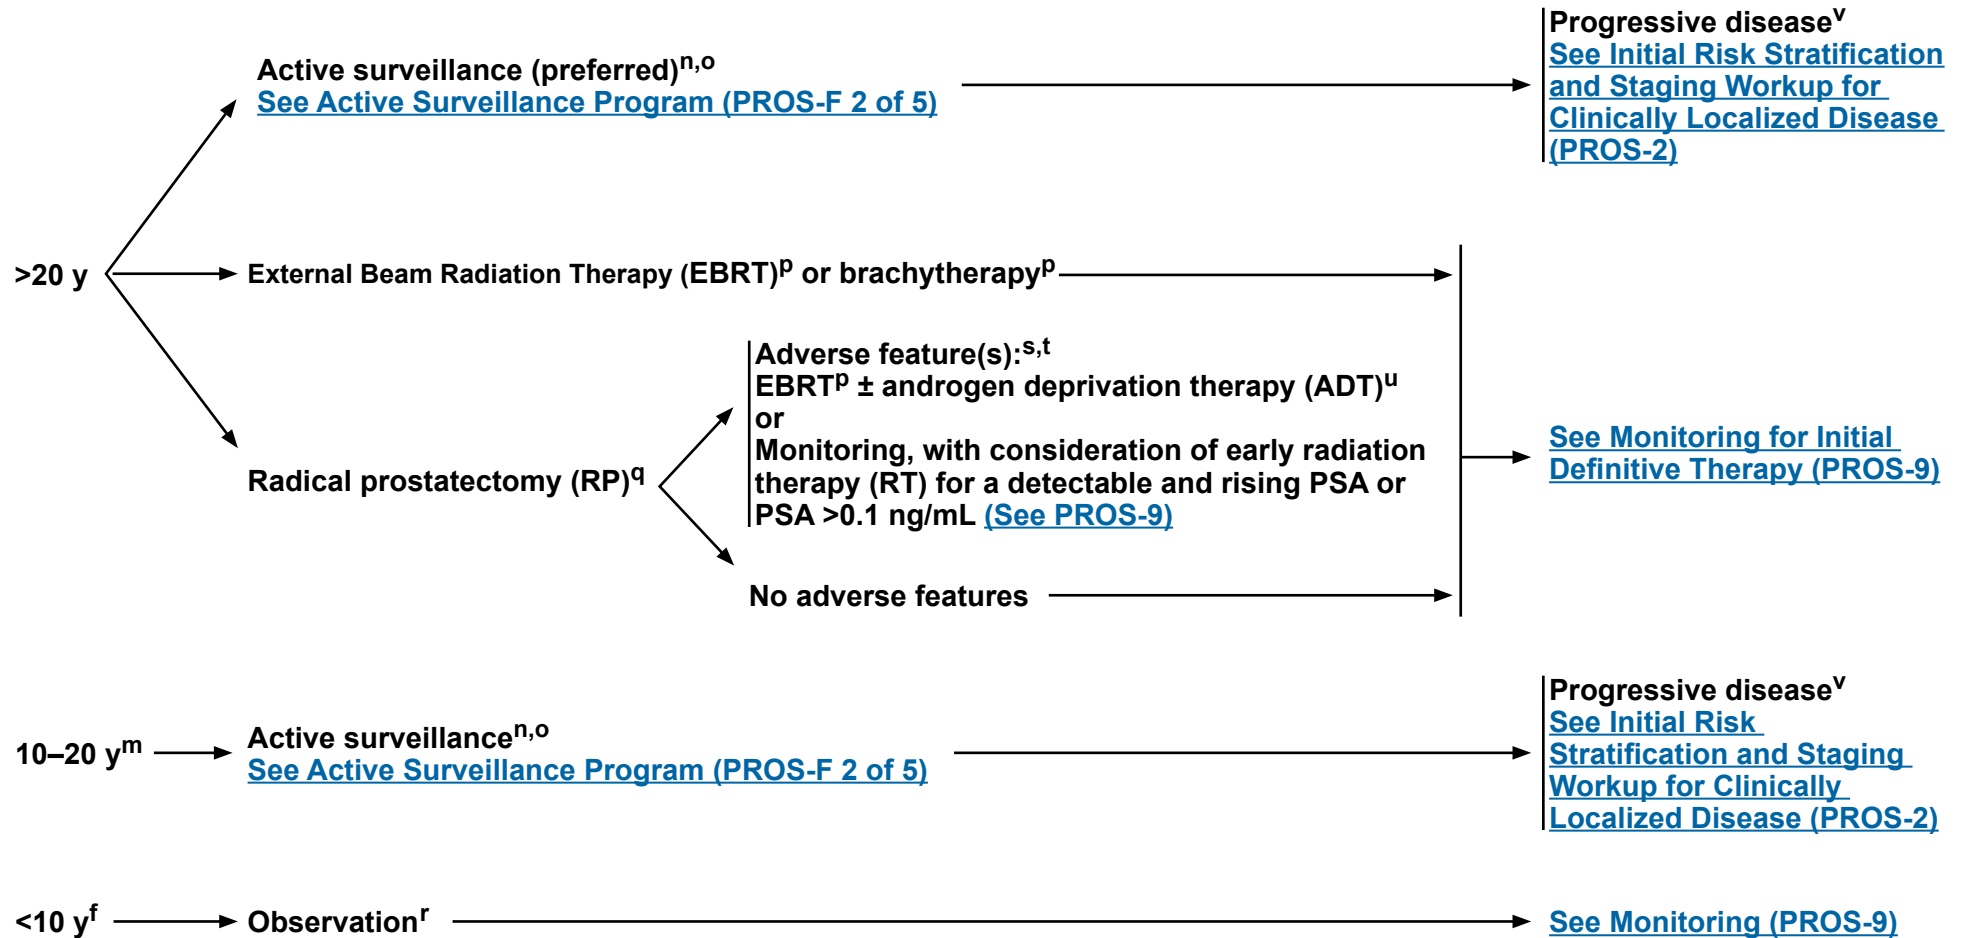 >20 y
Active surveillance (preferred)n,o
See Active Surveillance Program (PROS-F 2 of 5)
Progressive diseasev
See Initial Risk Stratification
and Staging Workup for
Clinically Localized Disease
(PROS-2)
External Beam Radiation Therapy (EBRT)p or brachytherapyp
Radical prostatectomy (RP)q
Adverse feature(s):s,t
EBRTp ± androgen deprivation therapy (ADT)u
or
Monitoring, with consideration of early radiation
therapy (RT) for a detectable and rising PSA or
PSA >0.1 ng/mL (See PROS-9)
No adverse features
See Monitoring for Initial
Definitive Therapy (PROS-9)
10–20 ym
Active surveillancen,o
See Active Surveillance Program (PROS-F 2 of 5)
Progressive diseasev
See Initial Risk
Stratification and Staging
Workup for Clinically
Localized Disease (PROS-2)
<10 yf
Observationr
See Monitoring (PROS-9)